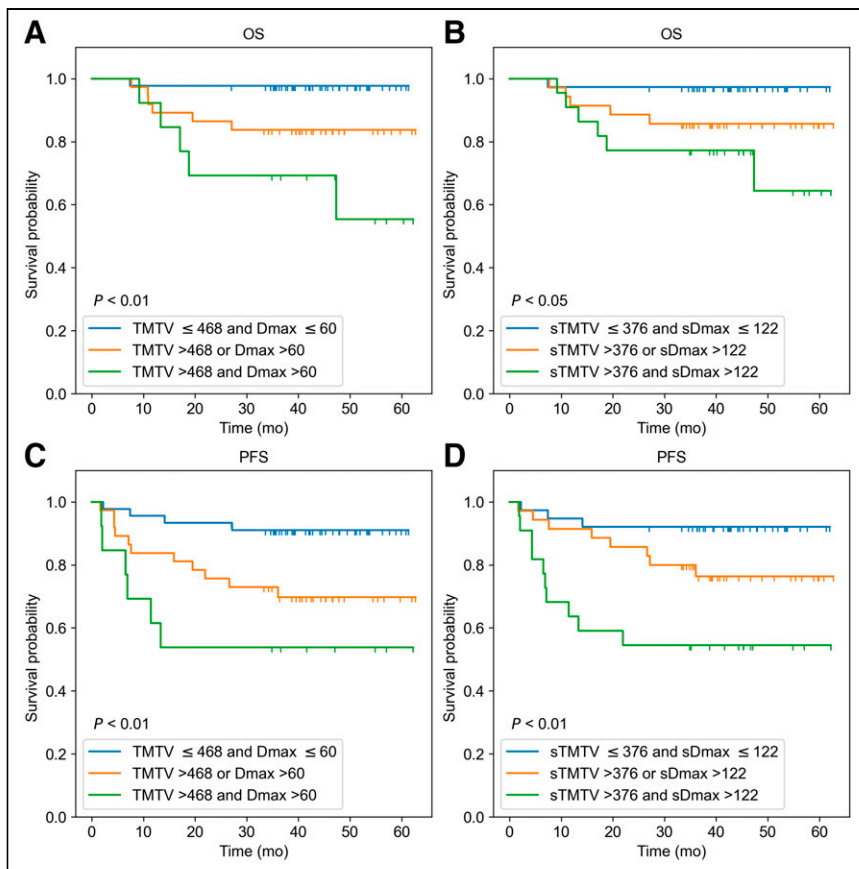 A
OS
Survival probability
1.0
0.8
0.6
0.4
0.2
0.0
P < 0.01
TMTV ≤ 468 and Dmax ≤ 60
TMTV >468 or Dmax >60
TMTV >468 and Dmax >60
0 10 20 30 40 50 60
Time (mo)
B
OS
Survival probability
1.0
0.8
0.6
0.4
0.2
0.0
P < 0.05
sTMTV ≤ 376 and sDmax ≤ 122
sTMTV >376 or sDmax >122
sTMTV >376 and sDmax >122
0 10 20 30 40 50 60
Time (mo)
C
PFS
Survival probability
1.0
0.8
0.6
0.4
0.2
0.0
P < 0.01
TMTV ≤ 468 and Dmax ≤ 60
TMTV >468 or Dmax >60
TMTV >468 and Dmax >60
0 10 20 30 40 50 60
Time (mo)
D
PFS
Survival probability
1.0
0.8
0.6
0.4
0.2
0.0
P < 0.01
sTMTV ≤ 376 and sDmax ≤ 122
sTMTV >376 or sDmax >122
sTMTV >376 and sDmax >122
0 10 20 30 40 50 60
Time (mo)